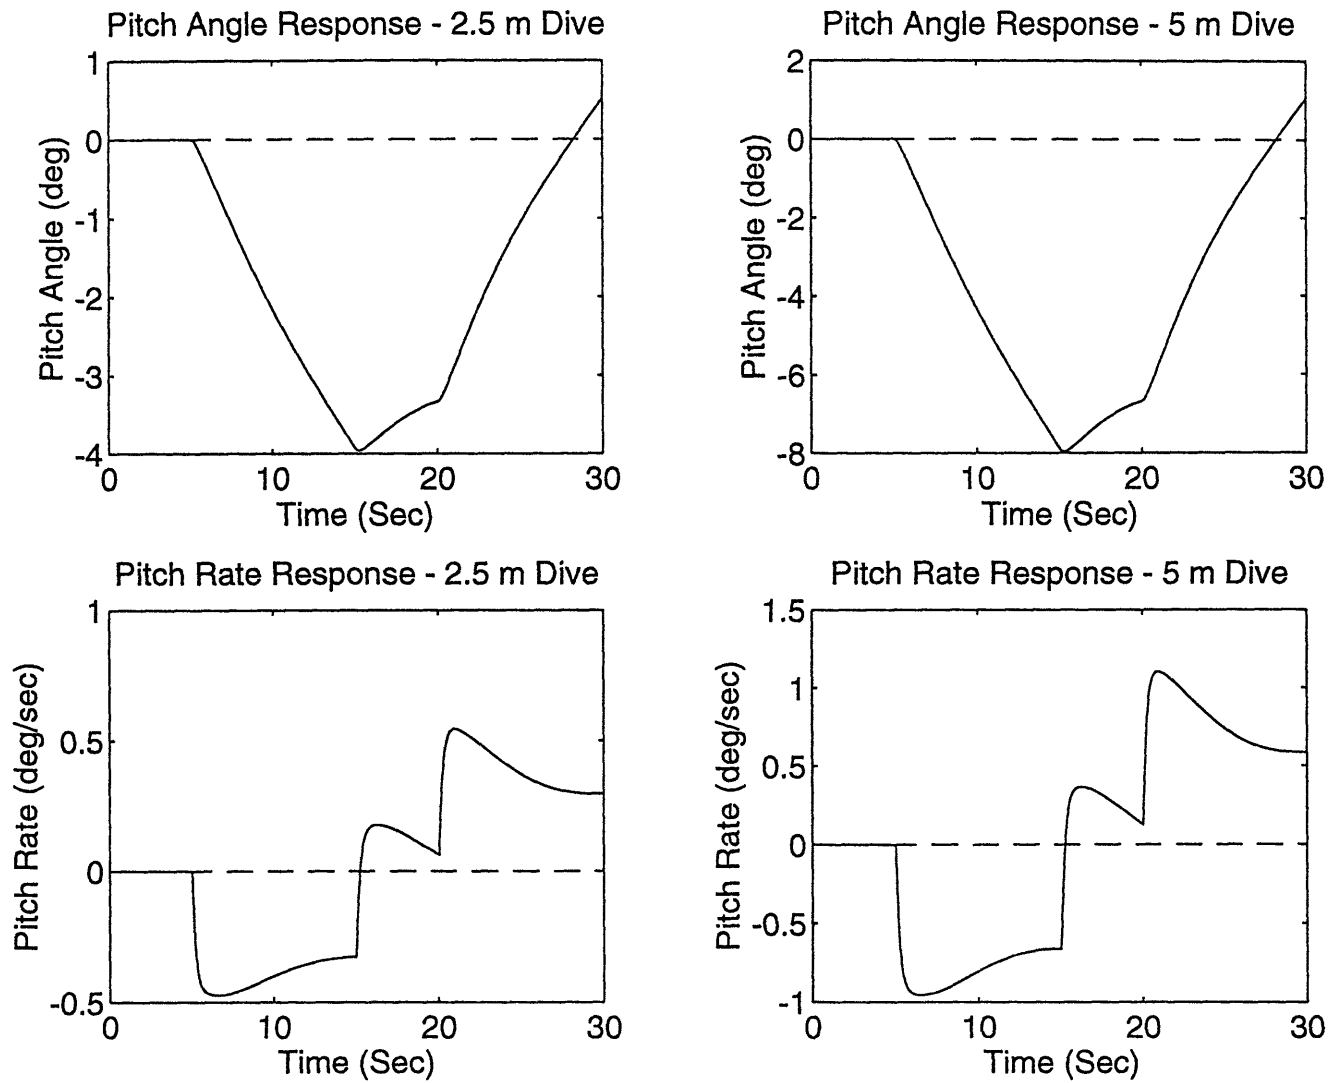 Pitch Angle Response - 2.5 m Dive
1
0
-1
-2
-3
-4
Pitch Angle (deg)
0 10 20 30
Time (Sec)
Pitch Angle Response - 5 m Dive
2
0
-2
-4
-6
-8
Pitch Angle (deg)
0 10 20 30
Time (Sec)
Pitch Rate Response - 2.5 m Dive
1
0.5
0
-0.5
Pitch Rate (deg/sec)
0 10 20 30
Time (Sec)
Pitch Rate Response - 5 m Dive
1.5
1
0.5
0
-0.5
-1
Pitch Rate (deg/sec)
0 10 20 30
Time (Sec)